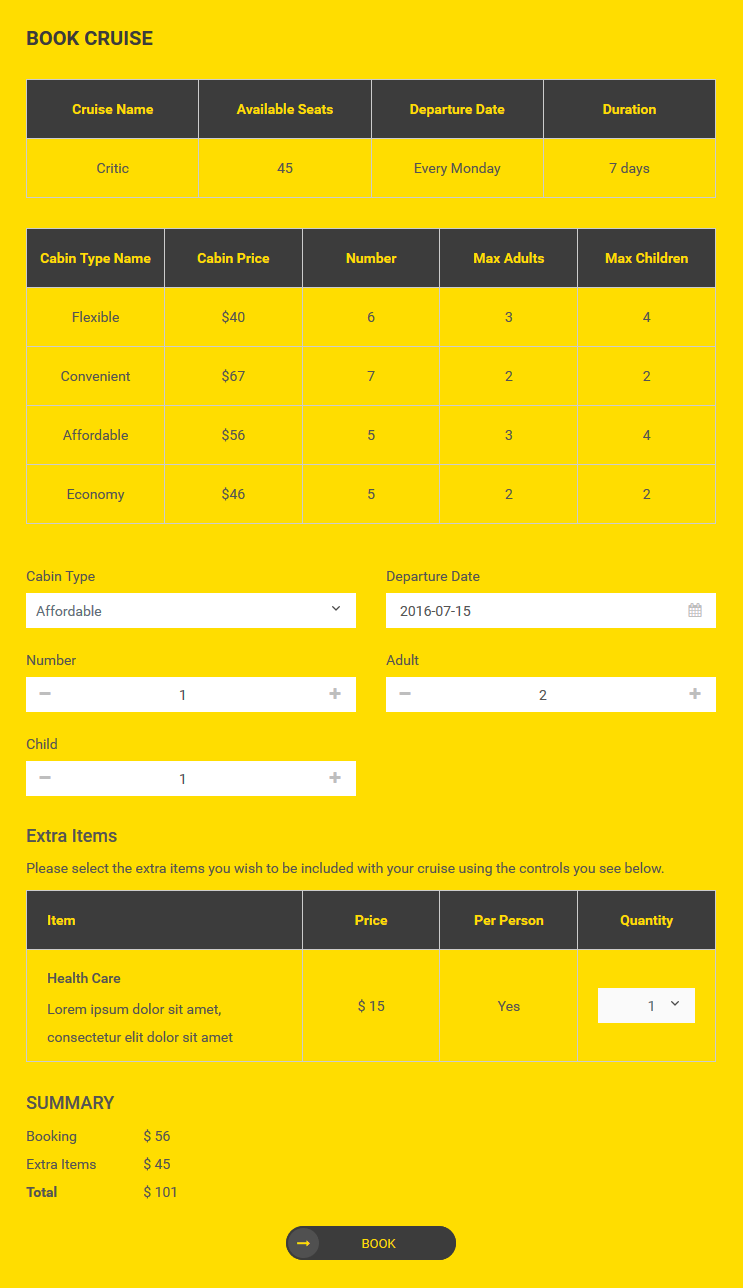 BOOK CRUISE
Cruise Name Available Seats Departure Date Duration
Critic 45 Every Monday 7 days
Cabin Type Name Cabin Price Number Max Adults Max Children
Flexible $40 6 3 4
Convenient $67 7 2 2
Affordable $56 5 3 4
Economy $46 5 2 2
Cabin Type Departure Date
Affordable 2016-07-15
Number Adult
1 2
Child
1
Extra Items
Please select the extra items you wish to be included with your cruise using the controls you see below.
Item Price Per Person Quantity
Health Care
Lorem ipsum dolor sit amet,
consectetur elit dolor sit amet
$ 15 Yes 1
SUMMARY
Booking $ 56
Extra Items $ 45
Total $ 101
BOOK